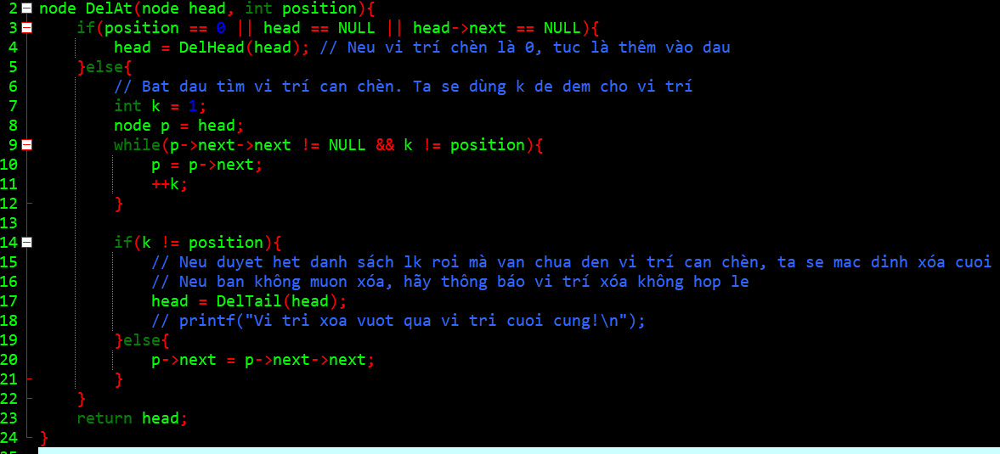 2 node DelAt(node head, int position){
3     if(position == 0 || head == NULL || head->next == NULL){
4         head = DelHead(head); // Neu vi trí chèn là 0, tuc là thêm vào dau
5     }else{
6         // Bat dau tìm vi trí can chèn. Ta se dùng k de dem cho vi trí
7         int k = 1;
8         node p = head;
9         while(p->next->next != NULL && k != position){
10             p = p->next;
11             ++k;
12         }
13
14         if(k != position){
15             // Neu duyet het danh sách lk roi mà van chua den vi trí can chèn, ta se mac dinh xóa cuoi
16             // Neu ban không muon xóa, hãy thông báo vi trí xóa không hop le
17             head = DelTail(head);
18             // printf("Vi tri xoa vuot qua vi tri cuoi cung!\n");
19         }else{
20             p->next = p->next->next;
21         }
22     }
23     return head;
24 }